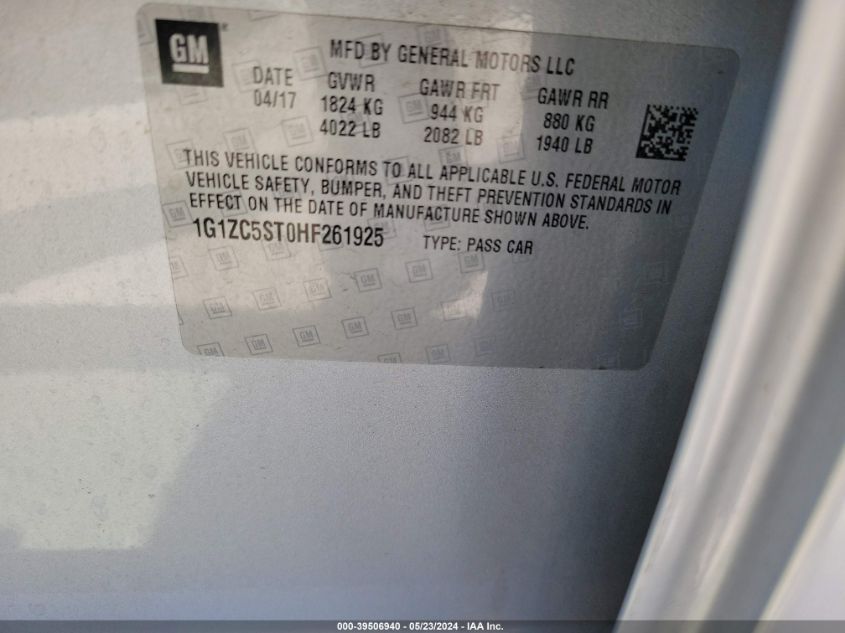 GM
MFD BY GENERAL MOTORS LLC
DATE GVWR GAWR FRT GAWR RR
04/17 1824 KG 944 KG 880 KG
4022 LB 2082 LB 1940 LB
THIS VEHICLE CONFORMS TO ALL APPLICABLE U.S. FEDERAL MOTOR
VEHICLE SAFETY, BUMPER, AND THEFT PREVENTION STANDARDS IN
EFFECT ON THE DATE OF MANUFACTURE SHOWN ABOVE.
1G1ZC5ST0HF261925 TYPE: PASS CAR
000-39506940 - 05/23/2024 - IAA Inc.